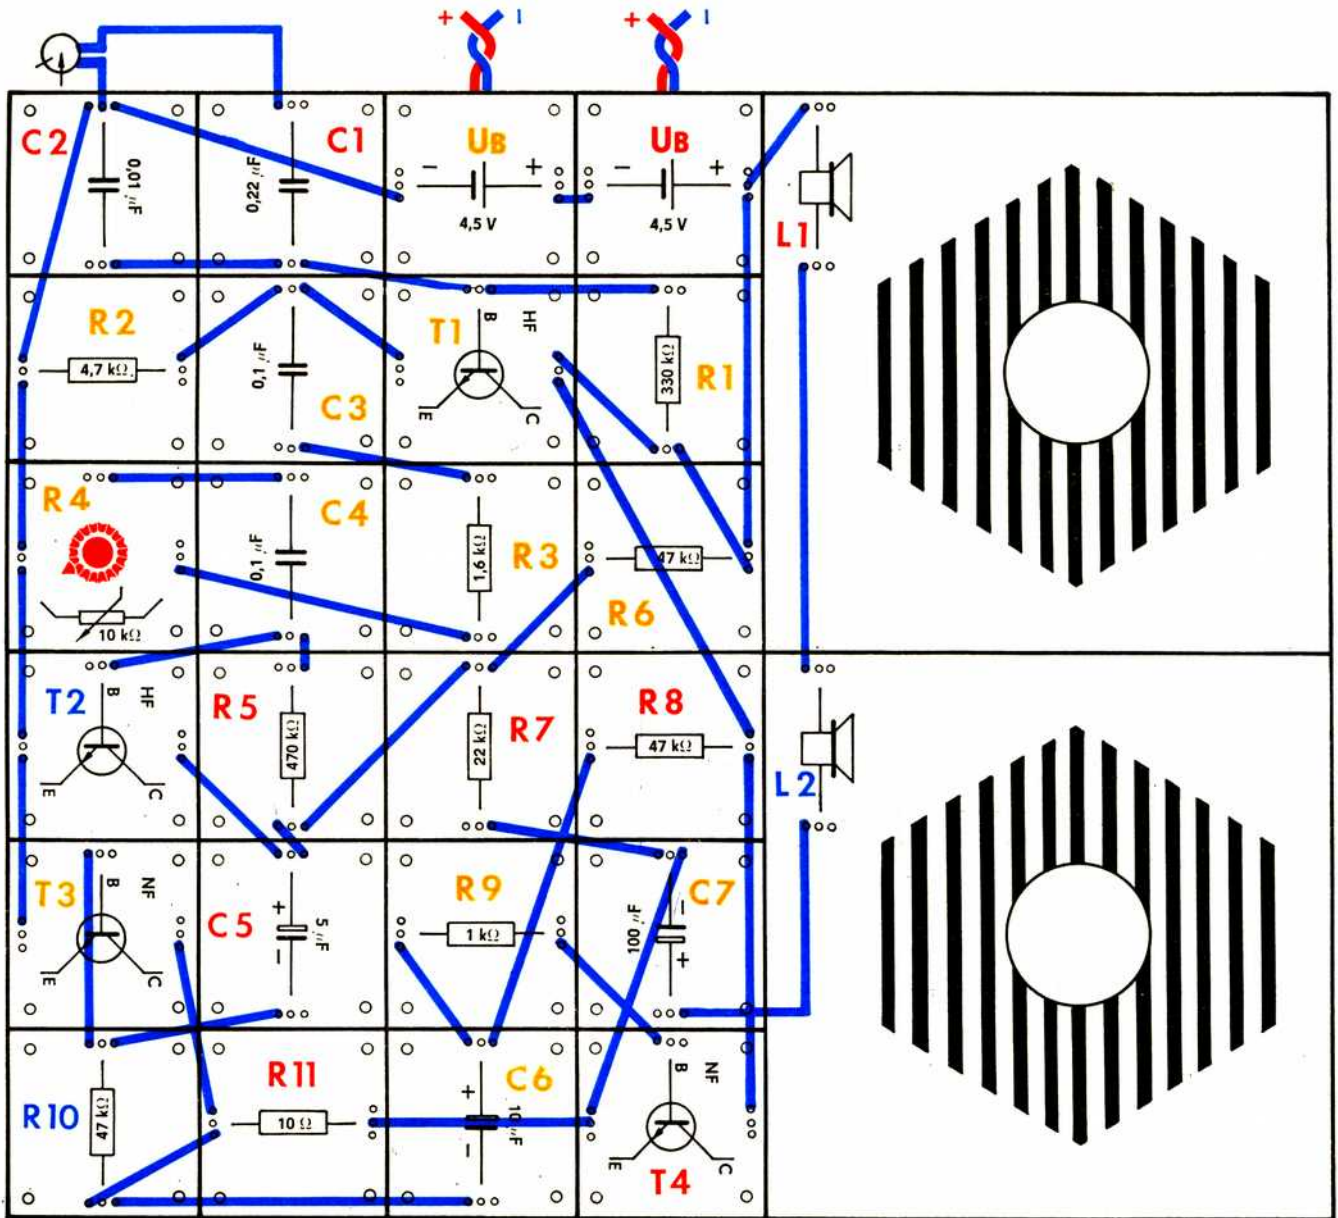 + I
+ I
C2
0,01 µF
C1
0,22 µF
UB
− +
4,5 V
UB
− +
4,5 V
L1
R2
4,7 kΩ
0,1 µF
C3
T1
B
HF
E
C
330 kΩ
R1
R4
10 kΩ
C4
0,1 µF
1,6 kΩ
R3
47 kΩ
R6
T2
B
HF
E
C
R5
470 kΩ
R7
22 kΩ
R8
47 kΩ
L2
T3
B
NF
E
C
C5
+
−
5 µF
R9
1 kΩ
C7
100 µF
−
+
R10
47 kΩ
R11
10 Ω
C6
+
10 µF
−
B
NF
E
C
T4